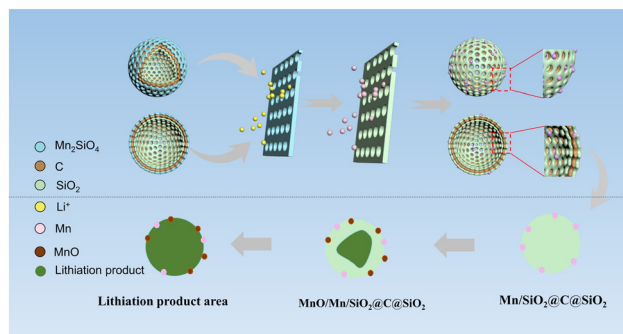 Mn₂SiO₄
C
SiO₂
Li⁺
Mn
MnO
Lithiation product
Lithiation product area
MnO/Mn/SiO₂@C@SiO₂
Mn/SiO₂@C@SiO₂